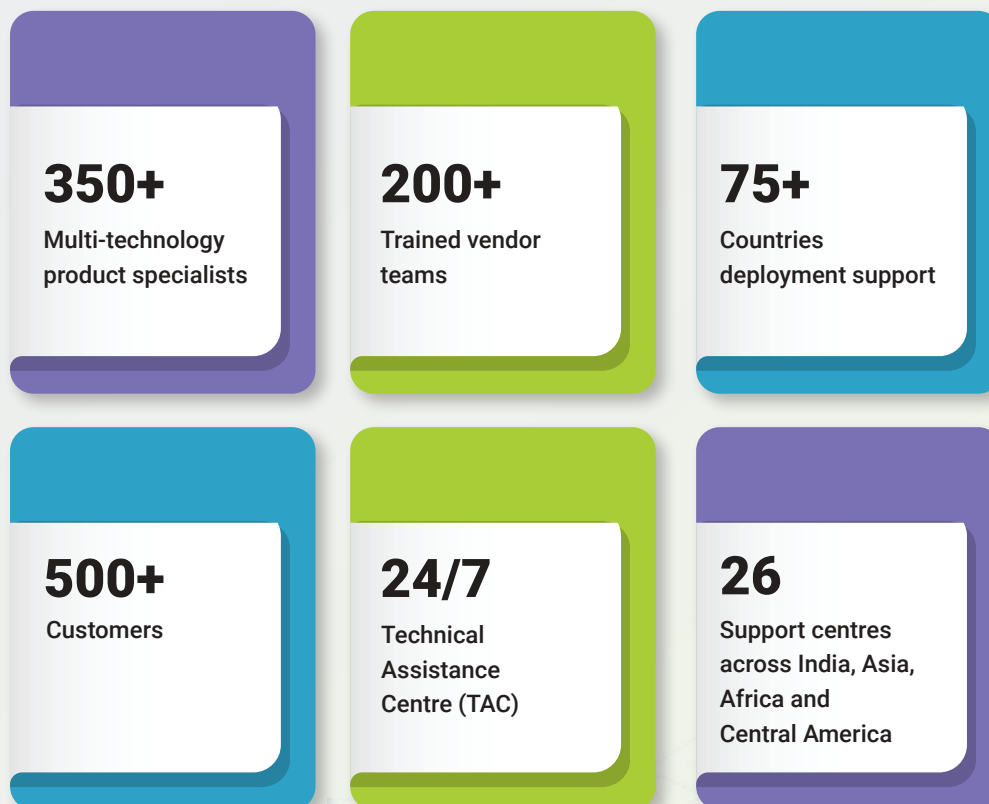 350+
Multi-technology
product specialists
200+
Trained vendor
teams
75+
Countries
deployment support
500+
Customers
24/7
Technical
Assistance
Centre (TAC)
26
Support centres
across India, Asia,
Africa and
Central America